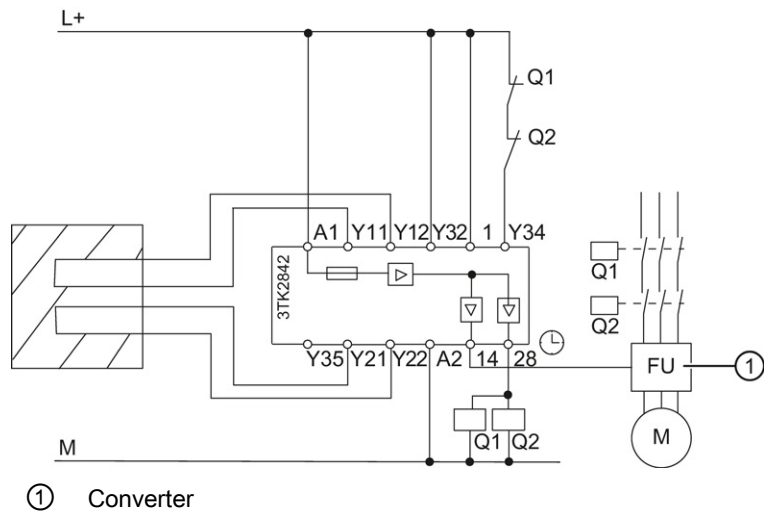 L+
Q1
Q2
A1 Y11 Y12 Y32 1 Y34
3TK2842
Q1
Q2
Y35 Y21 Y22 A2 14 28
FU
1
Q1 Q2
M
M
1 Converter